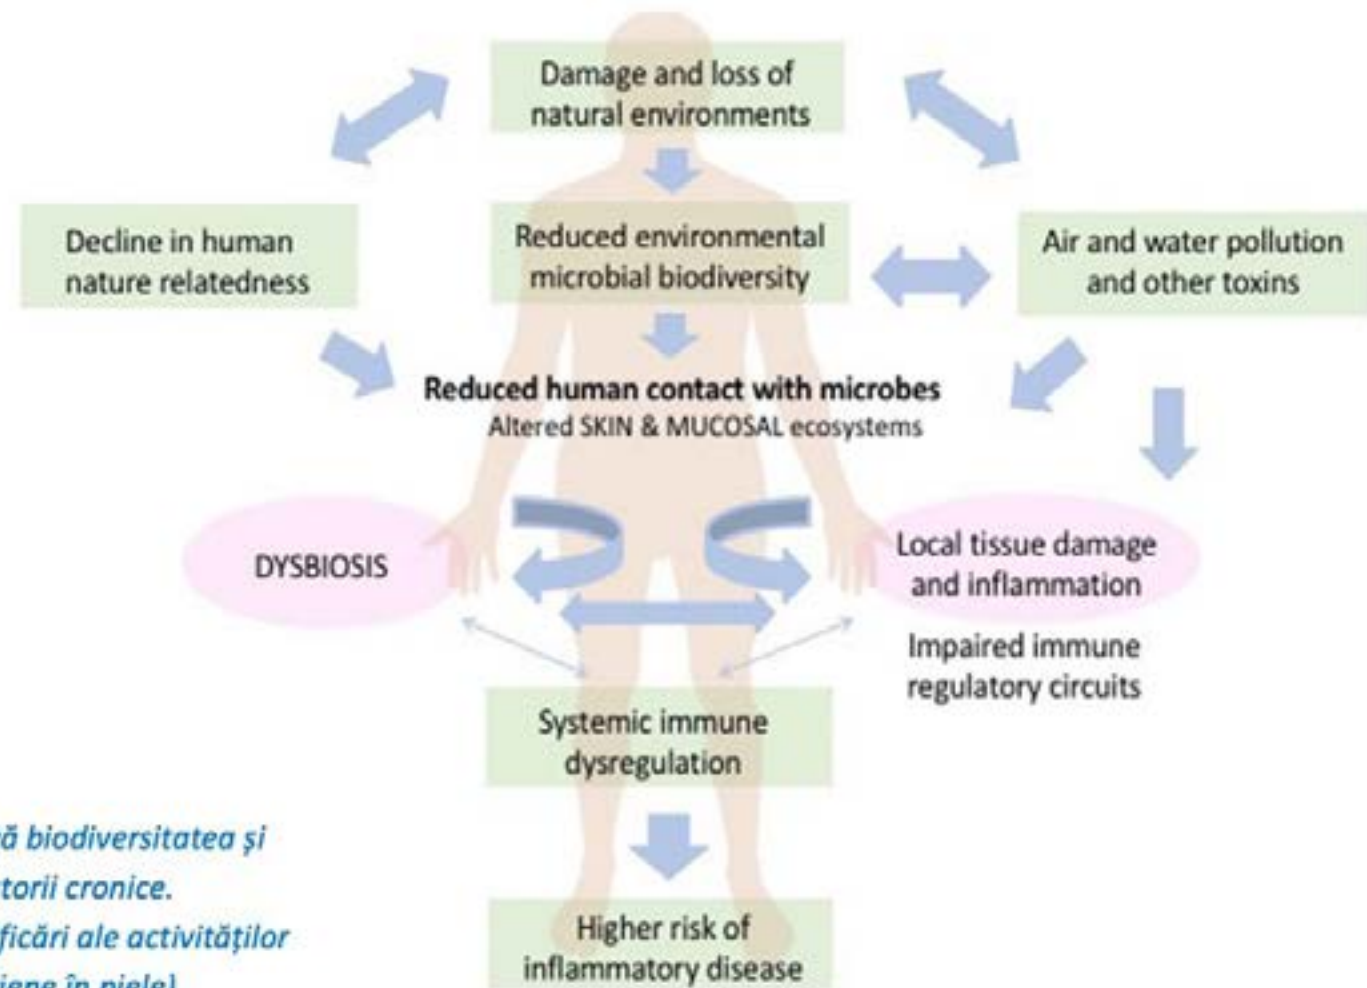 Damage and loss of
natural environments
Decline in human
nature relatedness
Reduced environmental
microbial biodiversity
Air and water pollution
and other toxins
Reduced human contact with microbes
Altered SKIN & MUCOSAL ecosystems
DYSBIOSIS
Local tissue damage
and inflammation
Impaired immune
regulatory circuits
Systemic immune
dysregulation
Higher risk of
inflammatory disease
biodiversitatea și
cronice.
ale activităților
în piele)